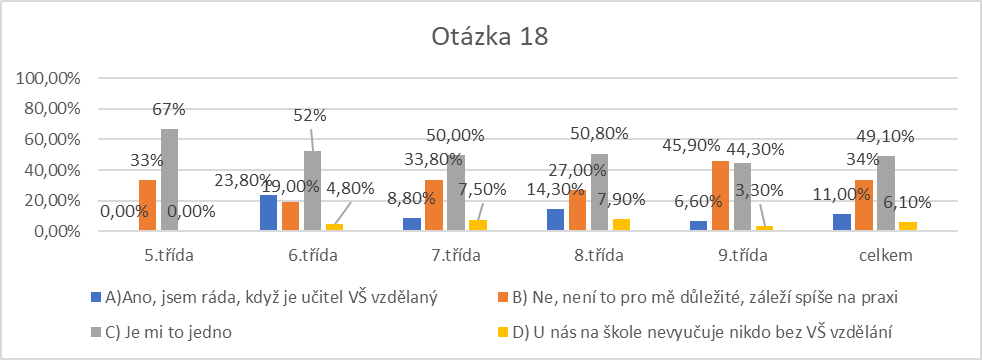 Otázka 18
100,00%
80,00%
60,00%
40,00%
20,00%
0,00%
0,00% 33% 67% 0,00%
23,80% 19,00% 52% 4,80%
8,80% 33,80% 50,00% 7,50%
14,30% 27,00% 50,80% 7,90%
6,60% 45,90% 44,30% 3,30%
11,00% 34% 49,10% 6,10%
5.třída 6.třída 7.třída 8.třída 9.třída celkem
A)Ano, jsem ráda, když je učitel VŠ vzdělaný
B) Ne, není to pro mě důležité, záleží spíše na praxi
C) Je mi to jedno
D) U nás na škole nevyučuje nikdo bez VŠ vzdělání